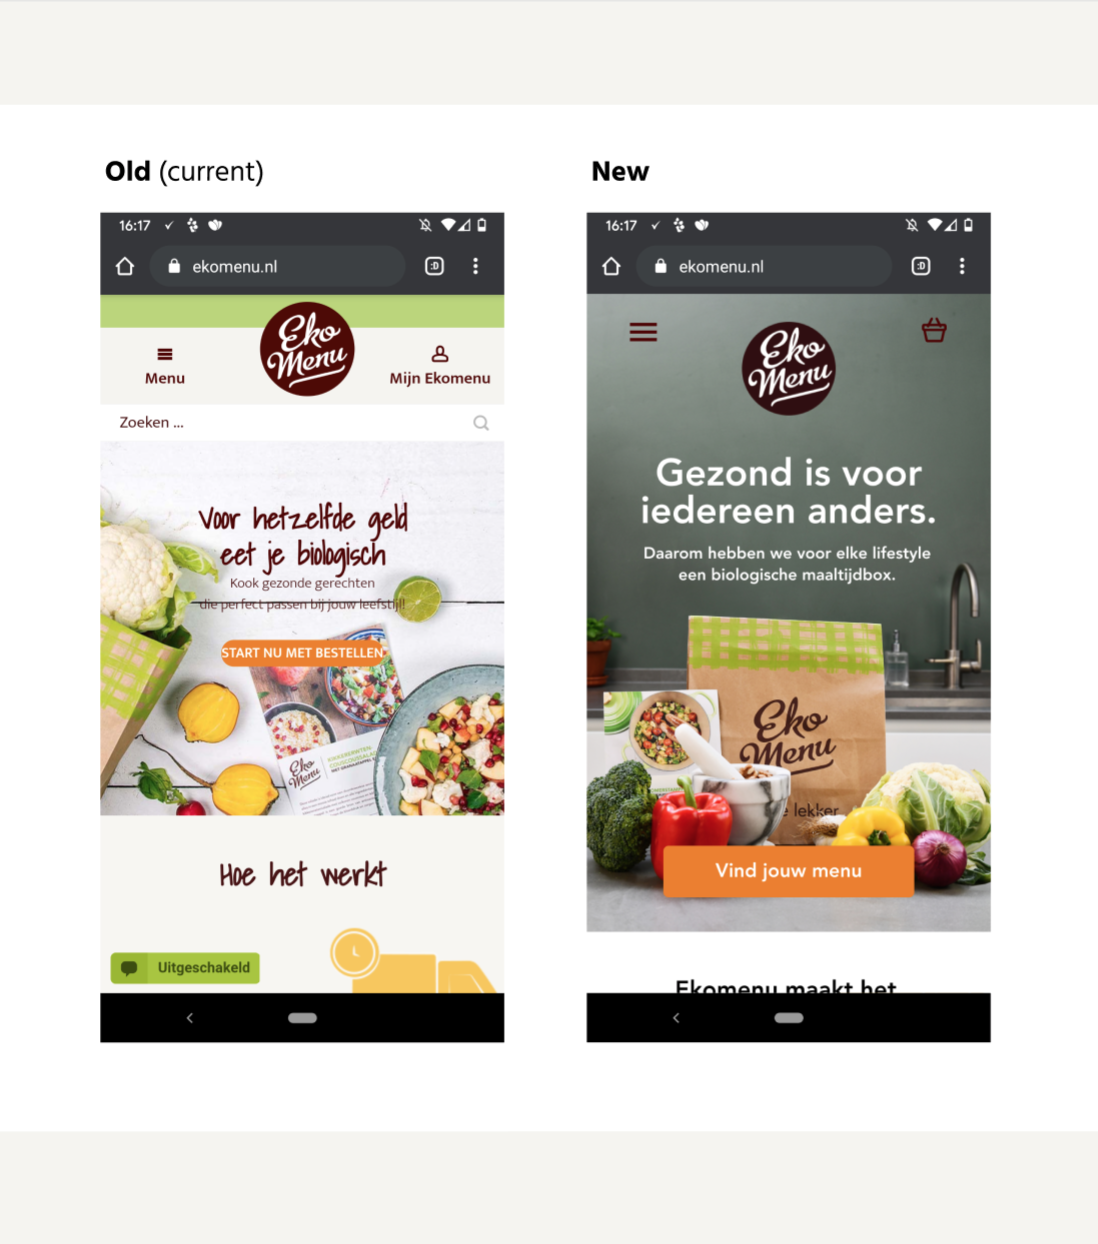 Old (current)
16:17
ekomenu.nl
:D
Eko
Menu
Menu
Mijn Ekomenu
Zoeken ...
Voor hetzelfde geld
eet je biologisch
Kook gezonde gerechten
die perfect passen bij jouw leefstijl!
START NU MET BESTELLEN
Eko
Menu
KIKKERERWTEN
COUSCOUSSALADE
Hoe het werkt
Uitgeschakeld
New
16:17
ekomenu.nl
:D
Eko
Menu
Gezond is voor
iedereen anders.
Daarom hebben we voor elke lifestyle
een biologische maaltijdbox.
Eko
Menu
lekker
Vind jouw menu
Ekomenu maakt het